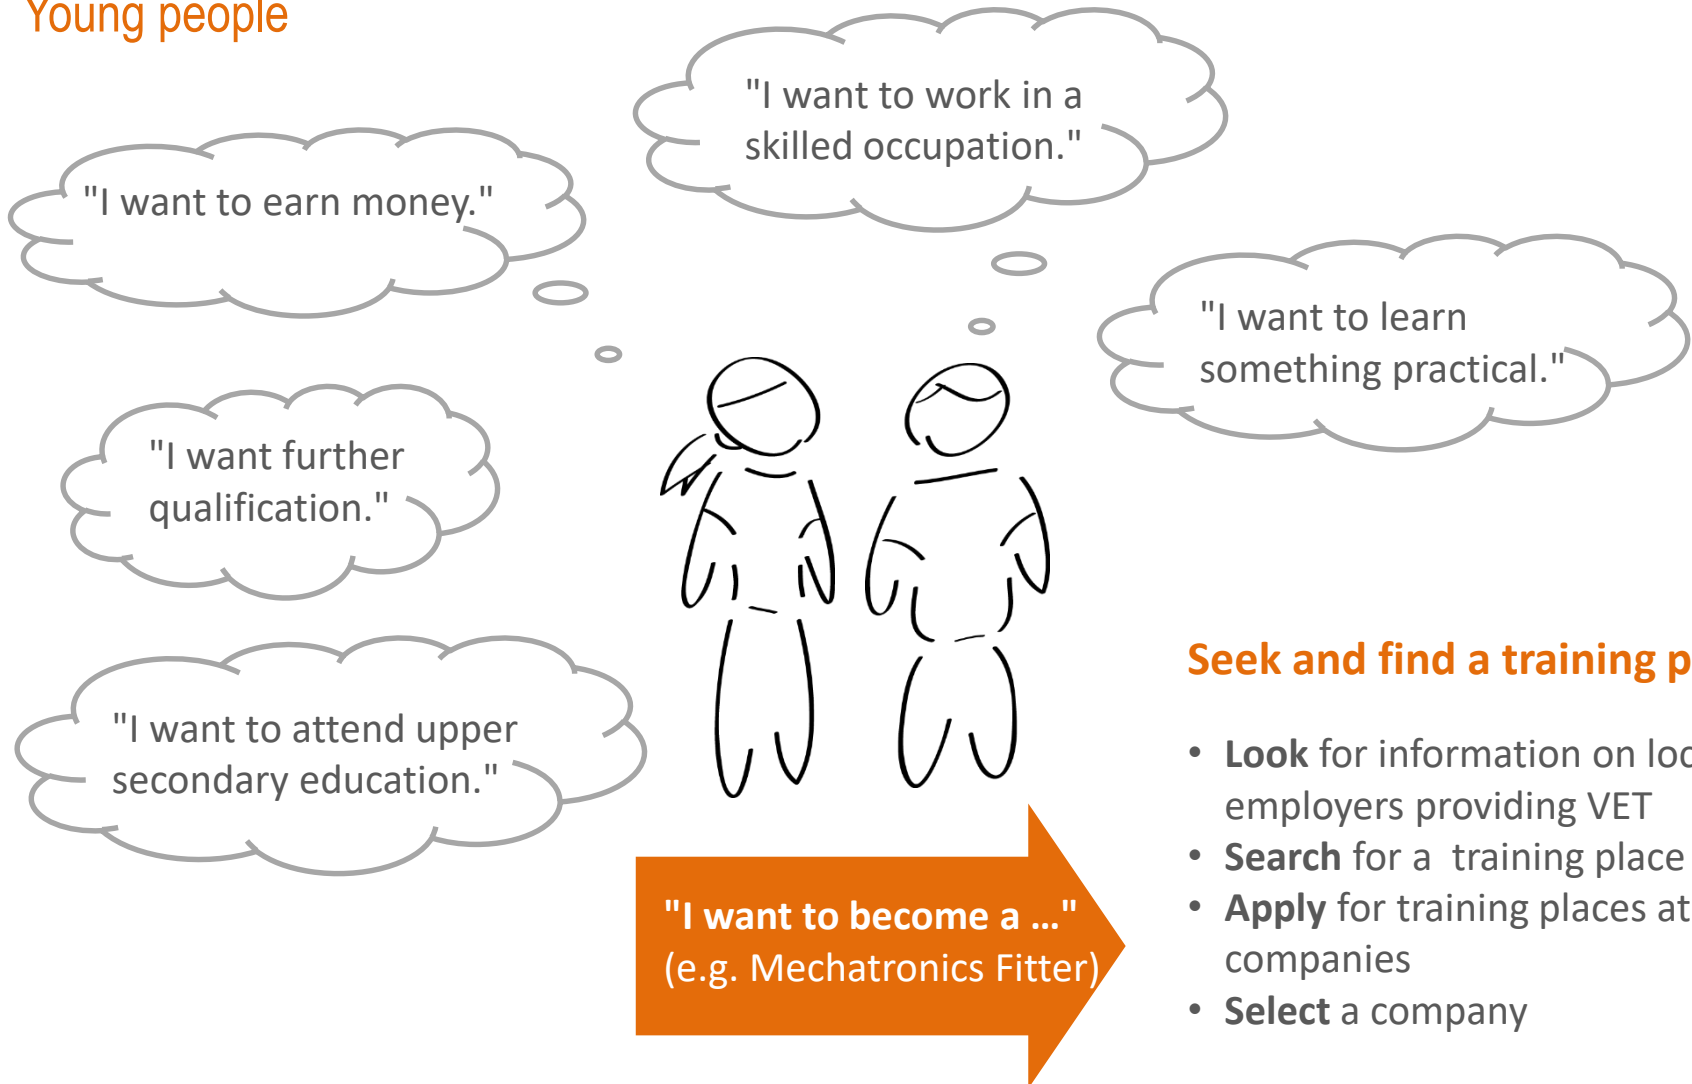 Young people
"I want to work in a
skilled occupation."
"I want to earn money."
"I want to learn
something practical."
"I want further
qualification."
"I want to attend upper
secondary education."
"I want to become a ..."
(e.g. Mechatronics Fitter)
Seek and find a training
• Look for information on
employers providing VET
• Search for a training place
• Apply for training places at
companies
• Select a company